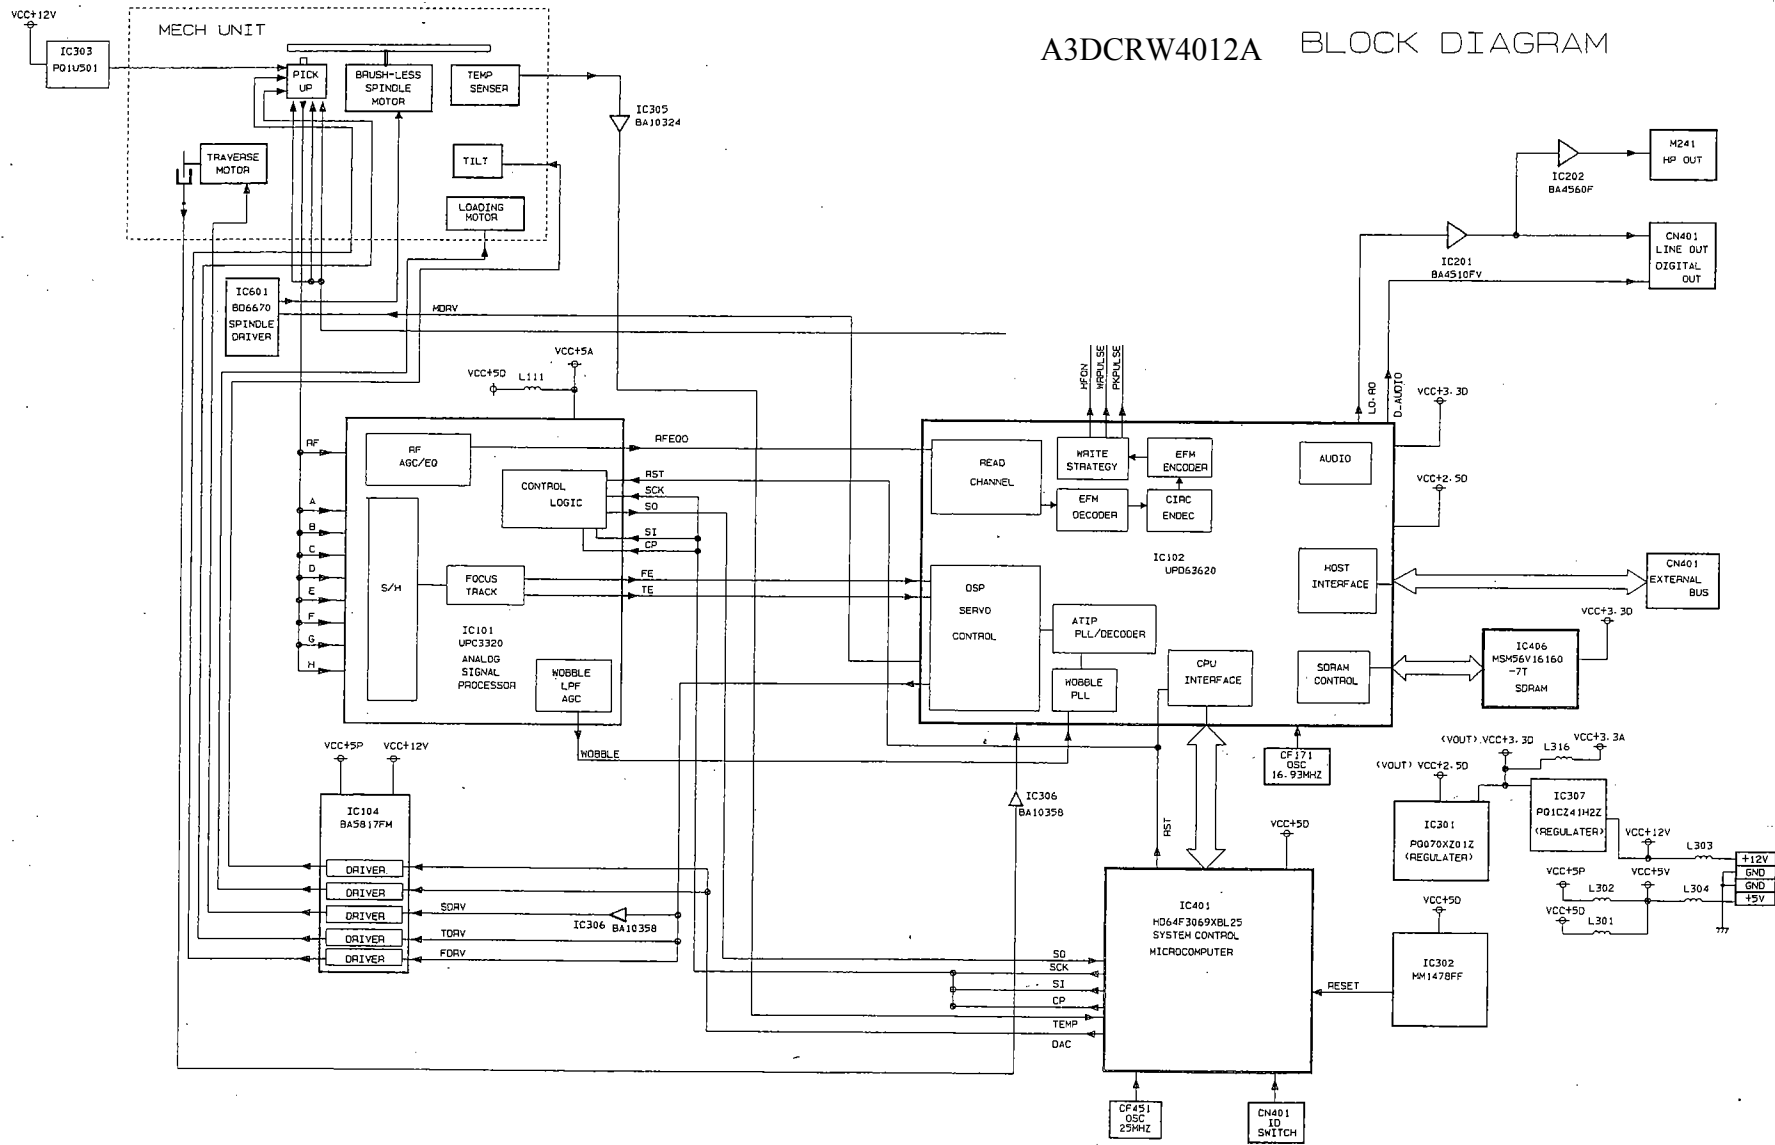 A3DCRW4012A
BLOCK DIAGRAM
VCC+12V
IC303
PQ1U501
MECH UNIT
PICK
UP
BRUSH-LESS
SPINDLE
MOTOR
TEMP
SENSER
IC305
BA10324
TRAVERSE
MOTOR
TILT
LOADING
MOTOR
IC601
BD6670
SPINDLE
DRIVER
MDRV
M241
HP OUT
IC202
BA4560F
IC201
BA4510FV
CN401
LINE OUT
DIGITAL
OUT
VCC+5A
VCC+5D
L111
RF
A
B
C
D
E
F
G
H
RF
AGC/EQ
CONTROL
LOGIC
S/H
FOCUS
TRACK
IC101
UPC3320
ANALOG
SIGNAL
PROCESSOR
WOBBLE
LPF
AGC
RFEQO
RST
SCK
SO
SI
CP
FE
TE
WOBBLE
HFON
WRPULSE
PKPULSE
LO.RO
D_AUDIO
VCC+3.3D
VCC+2.5D
READ
CHANNEL
WRITE
STRATEGY
EFM
ENCODER
EFM
DECODER
CIRC
ENDEC
AUDIO
IC102
UPD63620
HOST
INTERFACE
DSP
SERVO
CONTROL
ATIP
PLL/DECODER
WOBBLE
PLL
CPU
INTERFACE
SDRAM
CONTROL
CN401
EXTERNAL
BUS
VCC+3.3D
IC406
MSM56V16160
-7T
SDRAM
CF171
OSC
16.93MHZ
VCC+5P
VCC+12V
IC104
BA5817FM
DRIVER
DRIVER
DRIVER
DRIVER
DRIVER
SDRV
TDRV
FDRV
IC306
BA10358
IC306
BA10358
RST
VCC+5D
IC401
HD64F3069XBL25
SYSTEM CONTROL
MICROCOMPUTER
SO
SCK
SI
CP
TEMP
DAC
RESET
CF451
OSC
25MHZ
CN401
ID
SWITCH
(VOUT) VCC+3.3D
L316
VCC+3.3A
(VOUT) VCC+2.5D
IC301
PQ070XZ01Z
(REGULATER)
IC307
PQ1CZ41H2Z
(REGULATER)
VCC+12V
L303
VCC+5P
VCC+5V
L302
L304
VCC+5D
L301
+12V
GND
GND
+5V
VCC+5D
IC302
MM1478FF